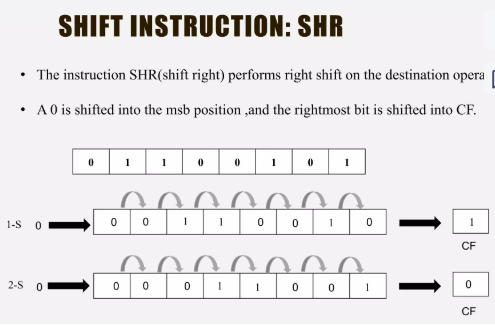 SHIFT INSTRUCTION: SHR
• The instruction SHR(shift right) performs right shift on the destination opera
• A 0 is shifted into the msb position ,and the rightmost bit is shifted into CF.
0 1 1 0 0 1 0 1
1-S 0 0 0 1 1 0 0 1 0 1
CF
2-S 0 0 0 0 1 1 0 0 1 0
CF